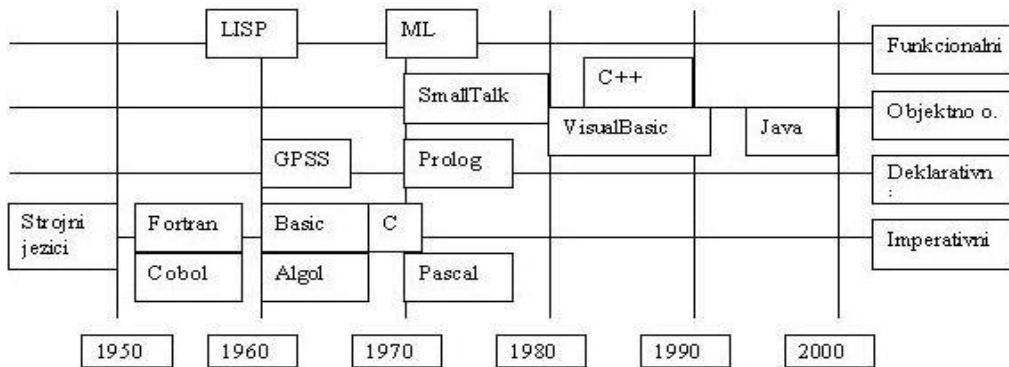 LISP
ML
Funkcionalni
SmallTalk
C++
Objektno o.
VisualBasic
Java
GPSS
Prolog
Deklarativn
:
Strojni
jezici
Fortran
Basic
C
Imperativni
Cobol
Algol
Pascal
1950
1960
1970
1980
1990
2000